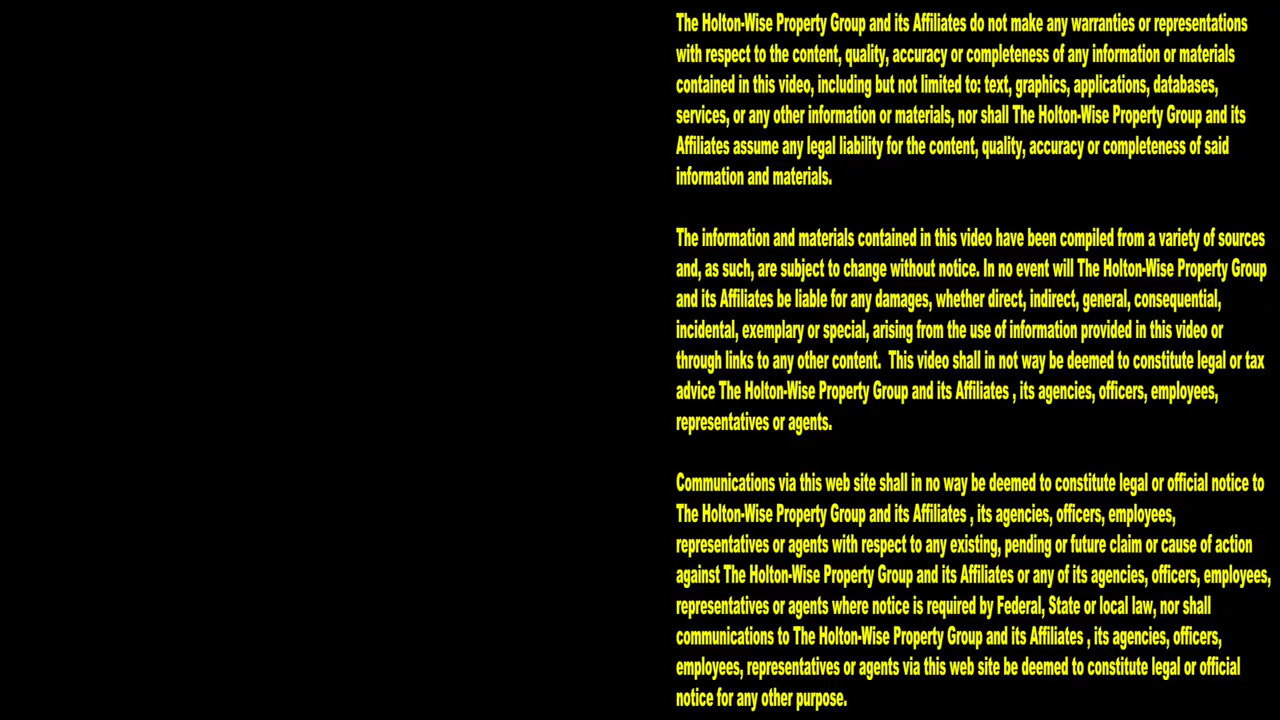 The Holton-Wise Property Group and its Affiliates do not make any warranties or representations
with respect to the content, quality, accuracy or completeness of any information or materials
contained in this video, including but not limited to: text, graphics, applications, databases,
services, or any other information or materials, nor shall The Holton-Wise Property Group and its
Affiliates assume any legal liability for the content, quality, accuracy or completeness of said
information and materials.
The information and materials contained in this video have been compiled from a variety of sources
and, as such, are subject to change without notice. In no event will The Holton-Wise Property Group
and its Affiliates be liable for any damages, whether direct, indirect, general, consequential,
incidental, exemplary or special, arising from the use of information provided in this video or
through links to any other content.  This video shall in not way be deemed to constitute legal or tax
advice The Holton-Wise Property Group and its Affiliates , its agencies, officers, employees,
representatives or agents.
Communications via this web site shall in no way be deemed to constitute legal or official notice to
The Holton-Wise Property Group and its Affiliates , its agencies, officers, employees,
representatives or agents with respect to any existing, pending or future claim or cause of action
against The Holton-Wise Property Group and its Affiliates or any of its agencies, officers, employees,
representatives or agents where notice is required by Federal, State or local law, nor shall
communications to The Holton-Wise Property Group and its Affiliates , its agencies, officers,
employees, representatives or agents via this web site be deemed to constitute legal or official
notice for any other purpose.